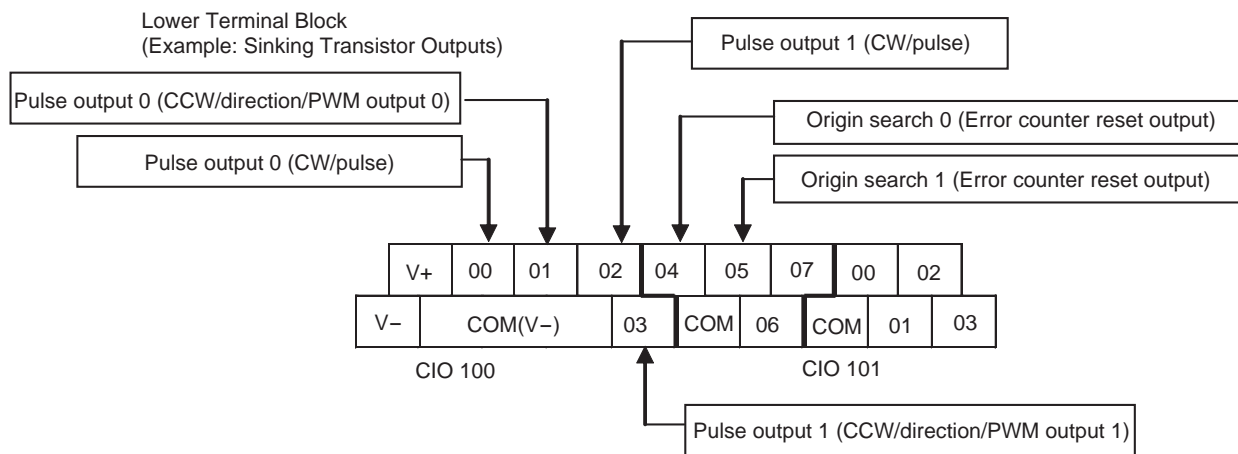 Lower Terminal Block
(Example: Sinking Transistor Outputs)
Pulse output 1 (CW/pulse)
Pulse output 0 (CCW/direction/PWM output 0)
Origin search 0 (Error counter reset output)
Pulse output 0 (CW/pulse)
Origin search 1 (Error counter reset output)
V+ 00 01 02 04 05 07 00 02
V− COM(V−) 03 COM 06 COM 01 03
CIO 100 CIO 101
Pulse output 1 (CCW/direction/PWM output 1)